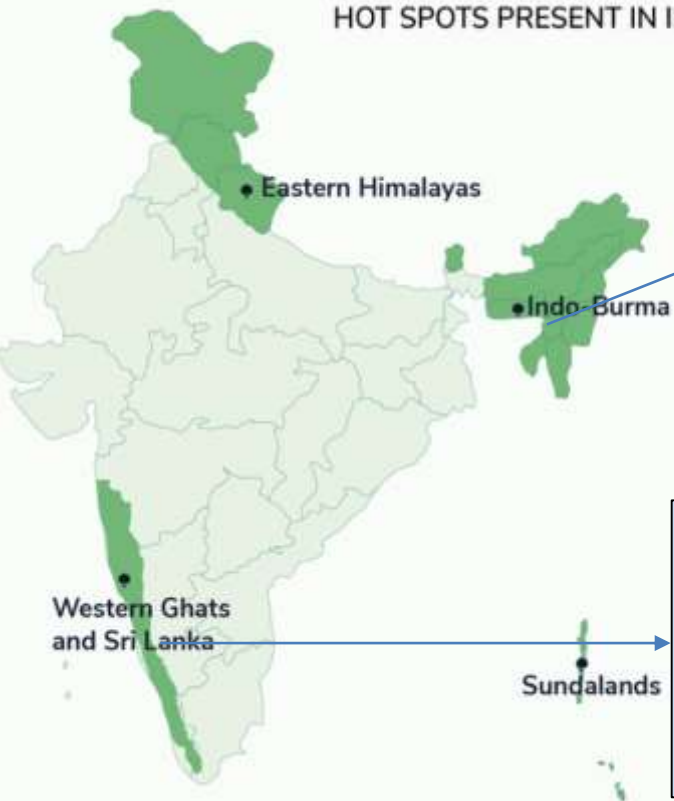 HOT SPOTS PRESENT IN I
Eastern Himalayas
Indo-Burma
Western Ghats
and Sri Lanka
Sundalands